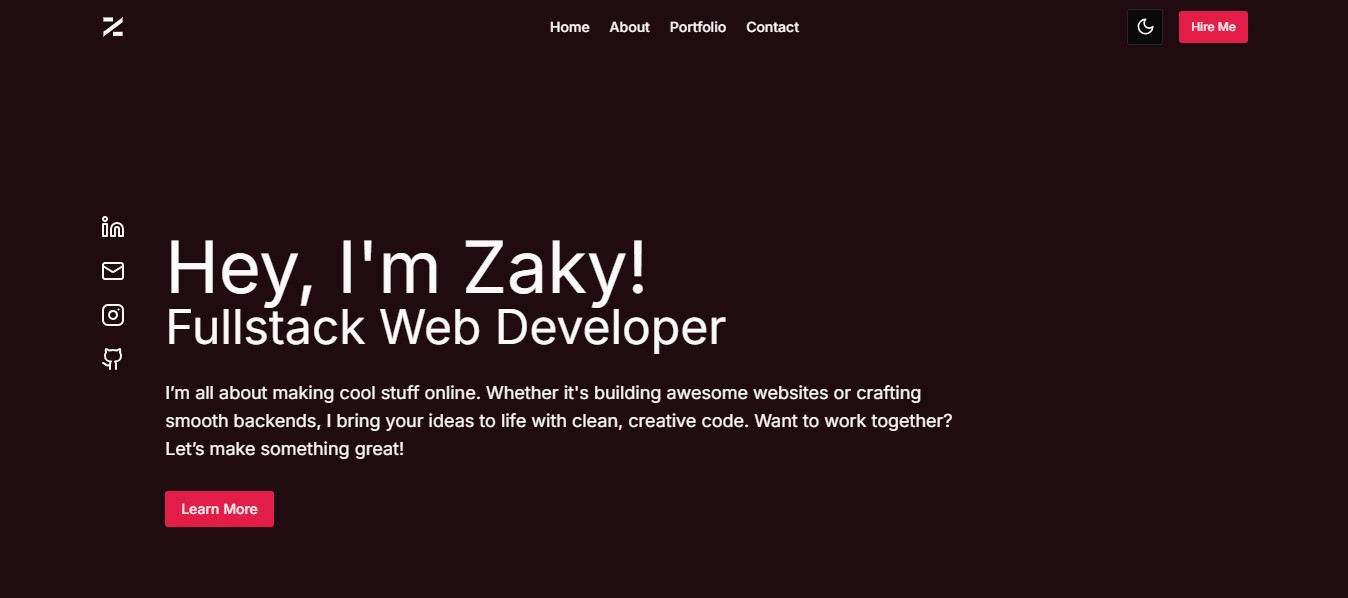 Home About Portfolio Contact Hire Me
Hey, I'm Zaky!
Fullstack Web Developer
I’m all about making cool stuff online. Whether it's building awesome websites or crafting
smooth backends, I bring your ideas to life with clean, creative code. Want to work together?
Let’s make something great!
Learn More